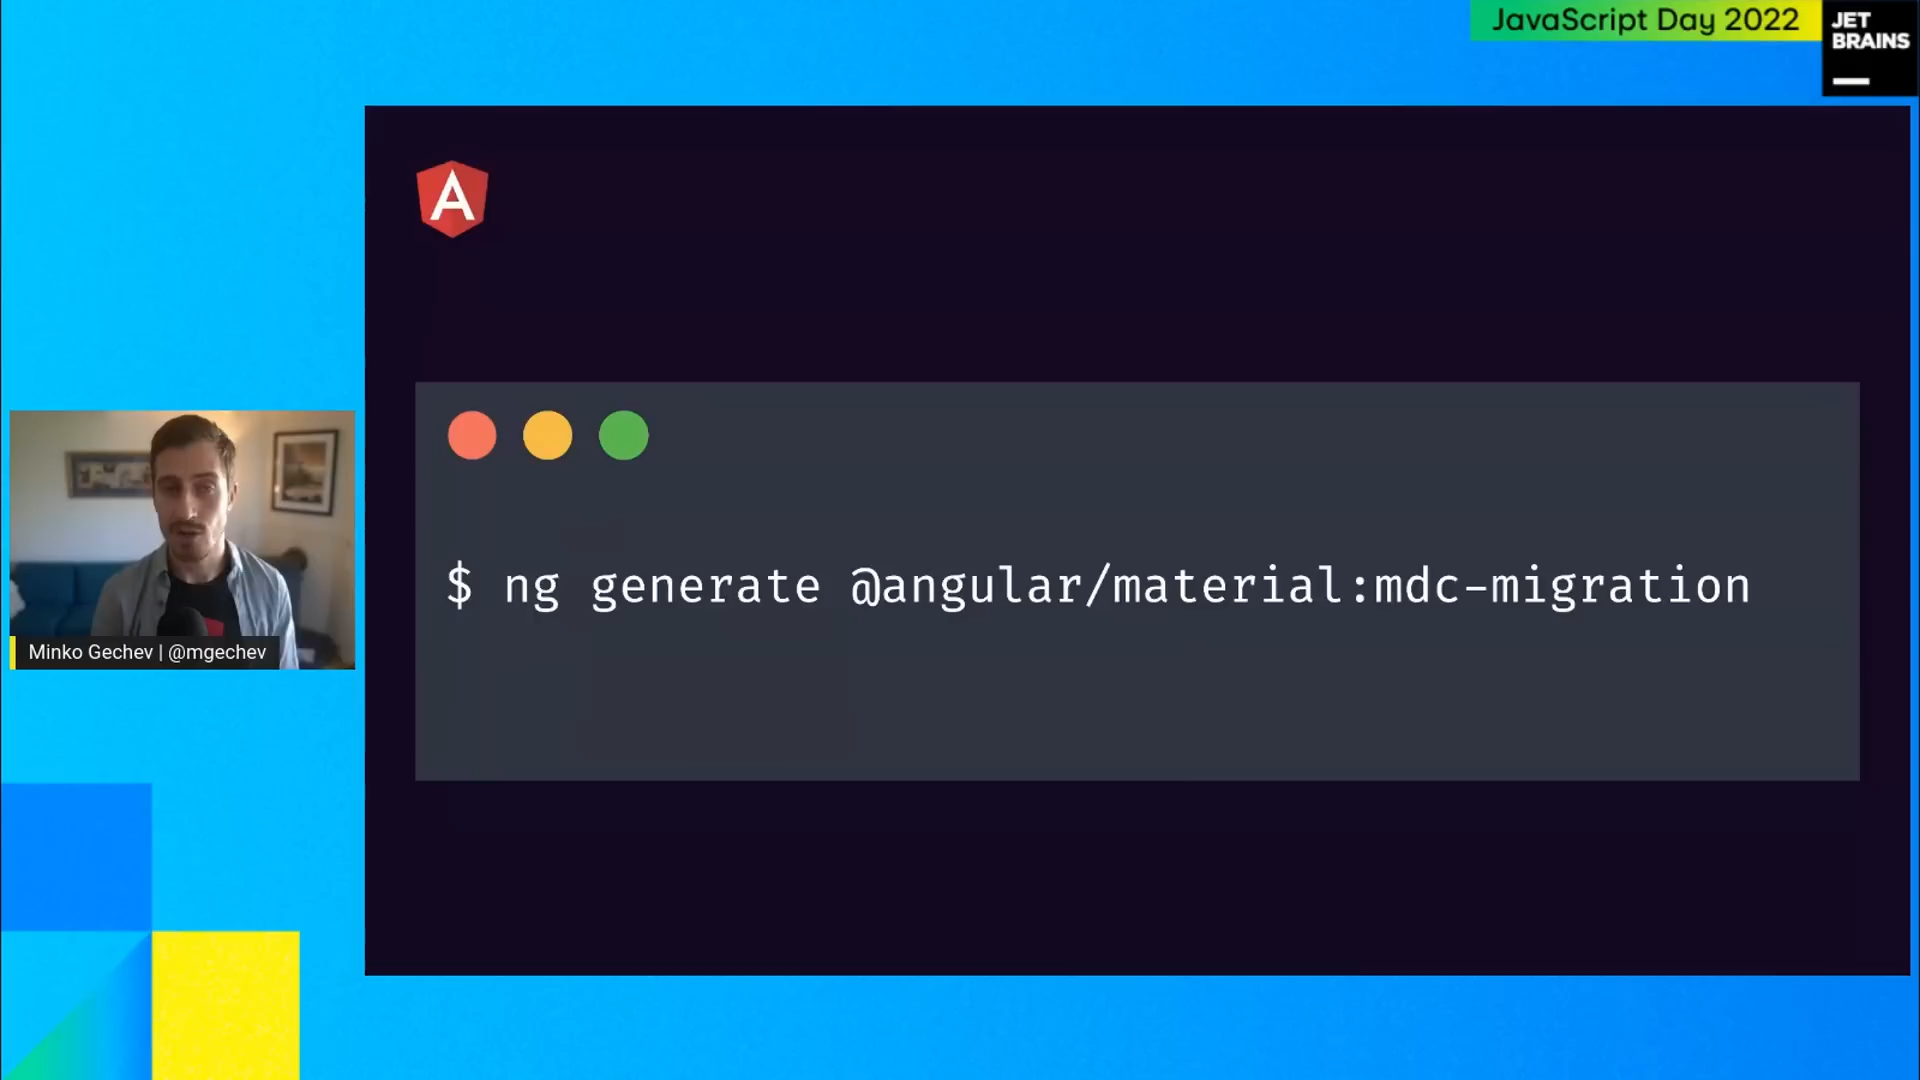 JavaScript Day 2022
JET
BRAINS
A
$ ng generate @angular/material:mdc-migration
Minko Gechev | @mgechev